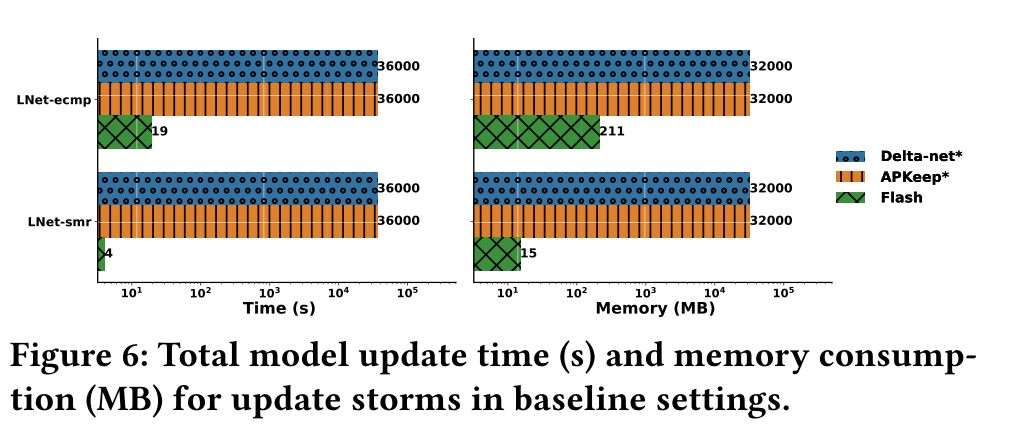 36000
32000
LNet-ecmp
36000
32000
19
211
Delta-net*
APKeep*
36000
32000
Flash
LNet-smr
36000
32000
4
15
10¹ 10² 10³ 10⁴ 10⁵
10¹ 10² 10³ 10⁴ 10⁵
Time (s)
Memory (MB)
Figure 6: Total model update time (s) and memory consump-
tion (MB) for update storms in baseline settings.